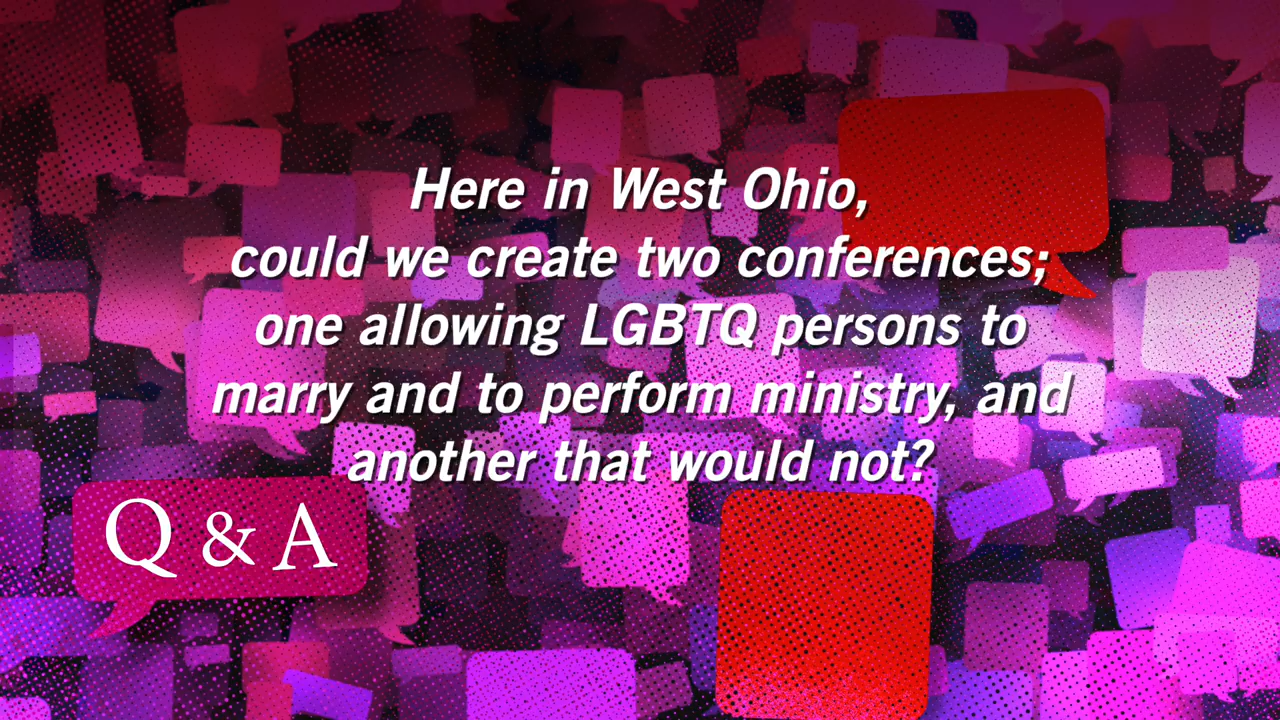 Here in West Ohio,
could we create two conferences;
one allowing LGBTQ persons to
marry and to perform ministry, and
another that would not?
Q & A